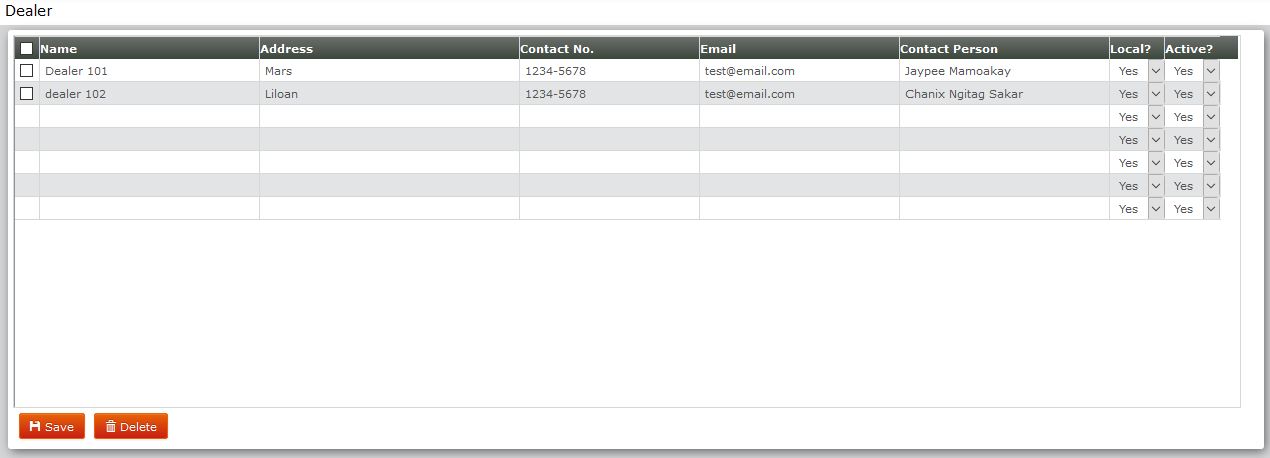 Dealer
Name Address Contact No. Email Contact Person Local? Active?
Dealer 101 Mars 1234-5678 test@email.com Jaypee Mamoakay Yes Yes
dealer 102 Liloan 1234-5678 test@email.com Chanix Ngitag Sakar Yes Yes
Yes Yes
Yes Yes
Yes Yes
Yes Yes
Yes Yes
Save Delete